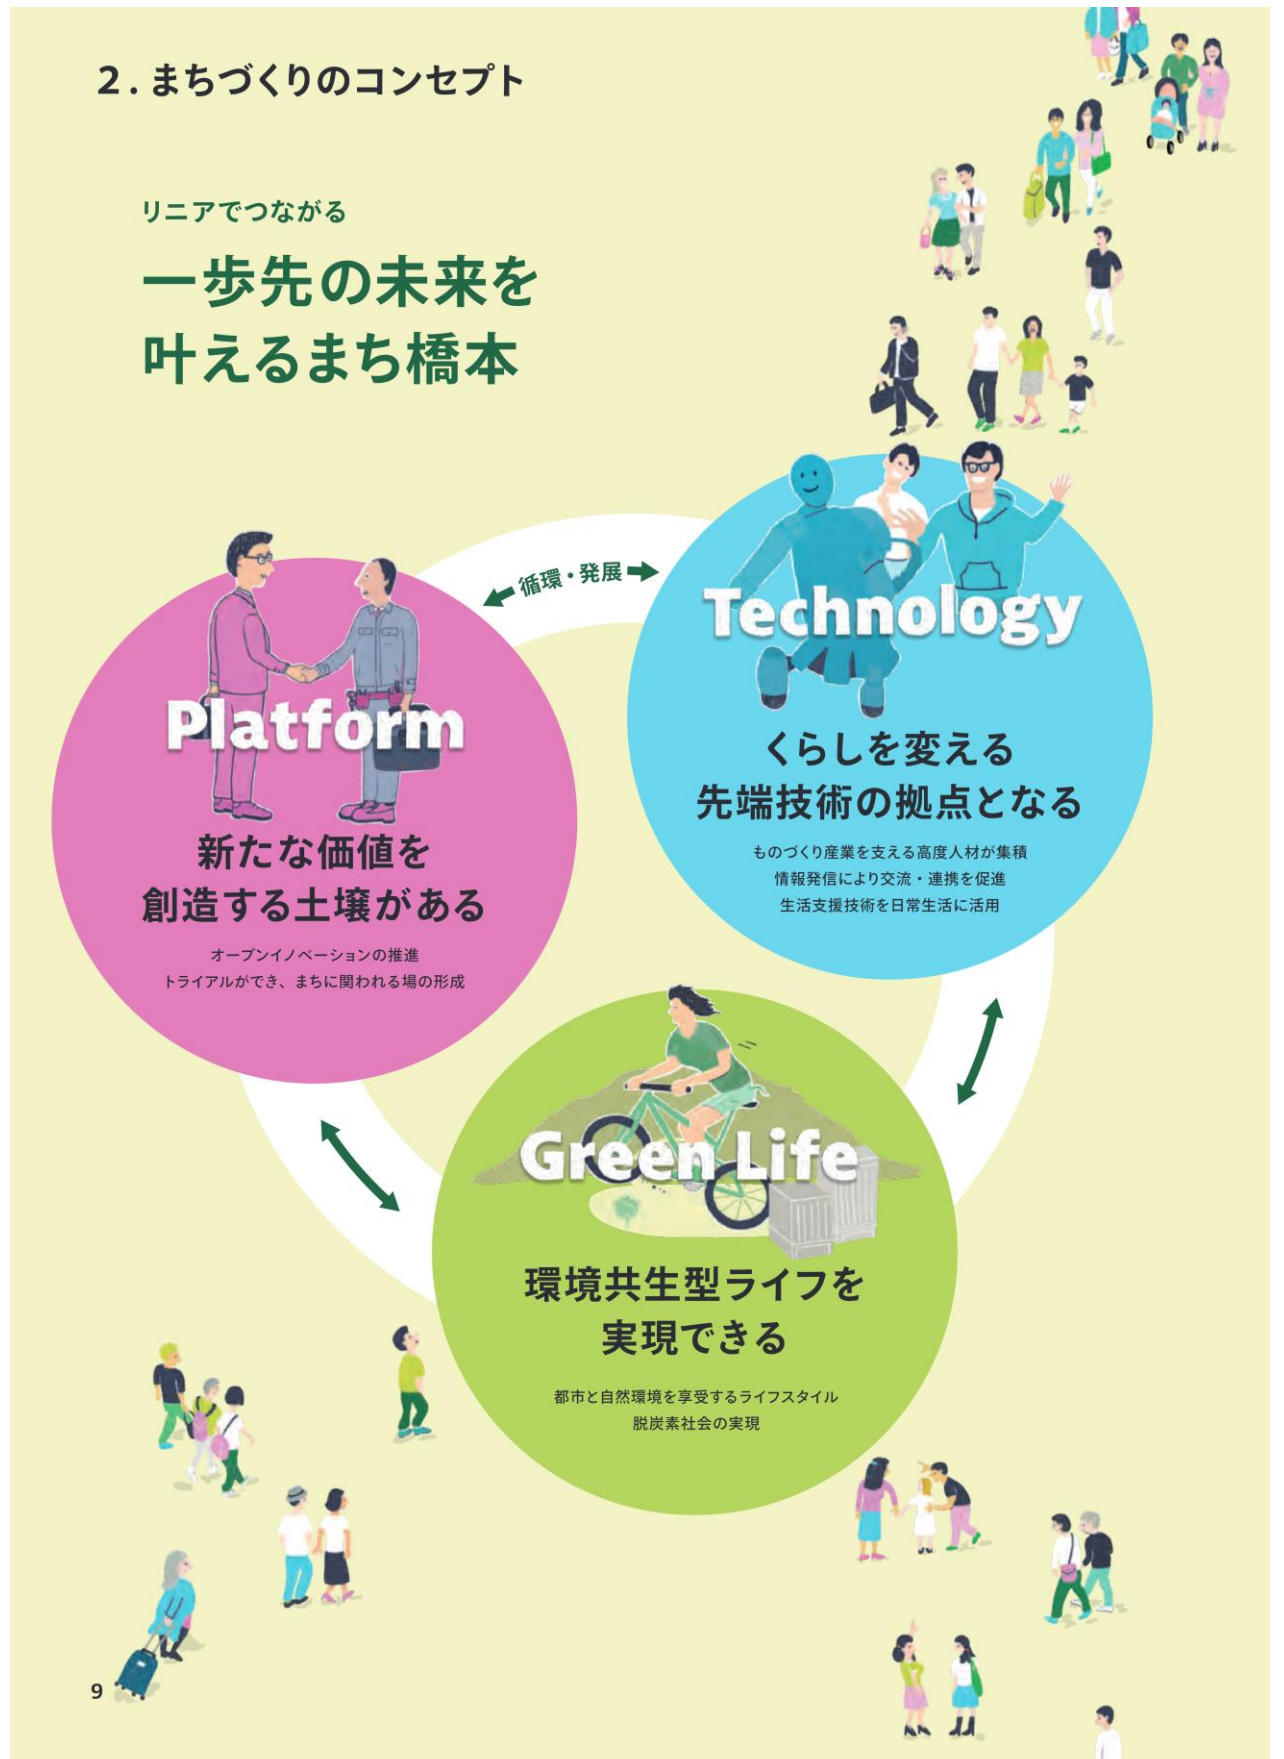 2. まちづくりのコンセプト
リニアでつながる
一歩先の未来を
叶えるまち橋本
循環・発展
Technology
くらしを変える
先端技術の拠点となる
ものづくり産業を支える高度人材が集積
情報発信により交流・連携を促進
生活支援技術を日常生活に活用
Platform
新たな価値を
創造する土壌がある
オープンイノベーションの推進
トライアルができ、まちに関われる場の形成
Green Life
環境共生型ライフを
実現できる
都市と自然環境を享受するライフスタイル
脱炭素社会の実現
9